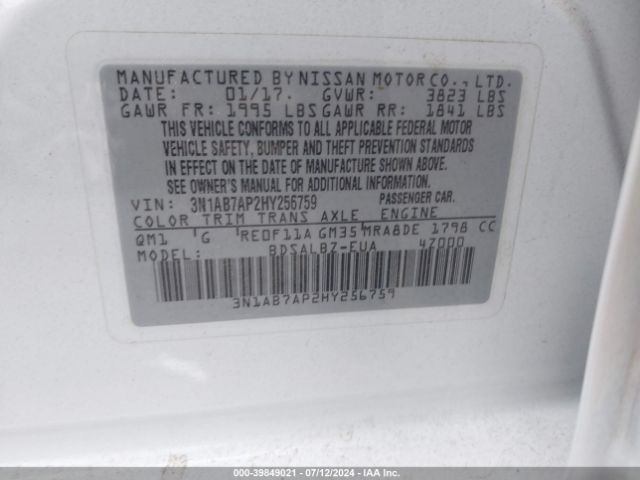 MANUFACTURED BY NISSAN MOTOR CO., LTD.
DATE: 01/17. GVWR: 3823 LBS
GAWR FR: 1995 LBS GAWR RR: 1841 LBS
THIS VEHICLE CONFORMS TO ALL APPLICABLE FEDERAL MOTOR
VEHICLE SAFETY, BUMPER AND THEFT PREVENTION STANDARDS
IN EFFECT ON THE DATE OF MANUFACTURE SHOWN ABOVE.
SEE OWNER'S MANUAL FOR ADDITIONAL INFORMATION.
VIN: 3N1AB7AP2HY256759 PASSENGER CAR.
COLOR TRIM TRANS AXLE ENGINE
QM1 G RE0F11A GM35 MRA8DE 1798 CC
MODEL: BDSALBZ-EUA 4Z000
3N1AB7AP2HY256759
000-39849021 - 07/12/2024 - IAA Inc.